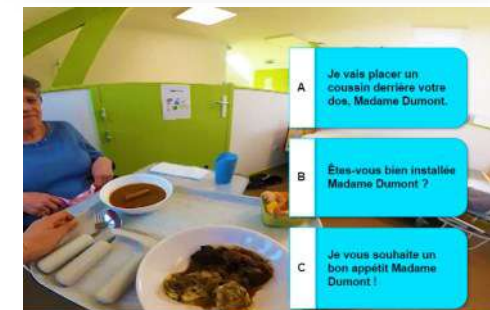 A
Je vais placer un
coussin derrière votre
dos, Madame Dumont.
B
Êtes-vous bien installée
Madame Dumont ?
C
Je vous souhaite un
bon appétit Madame
Dumont !